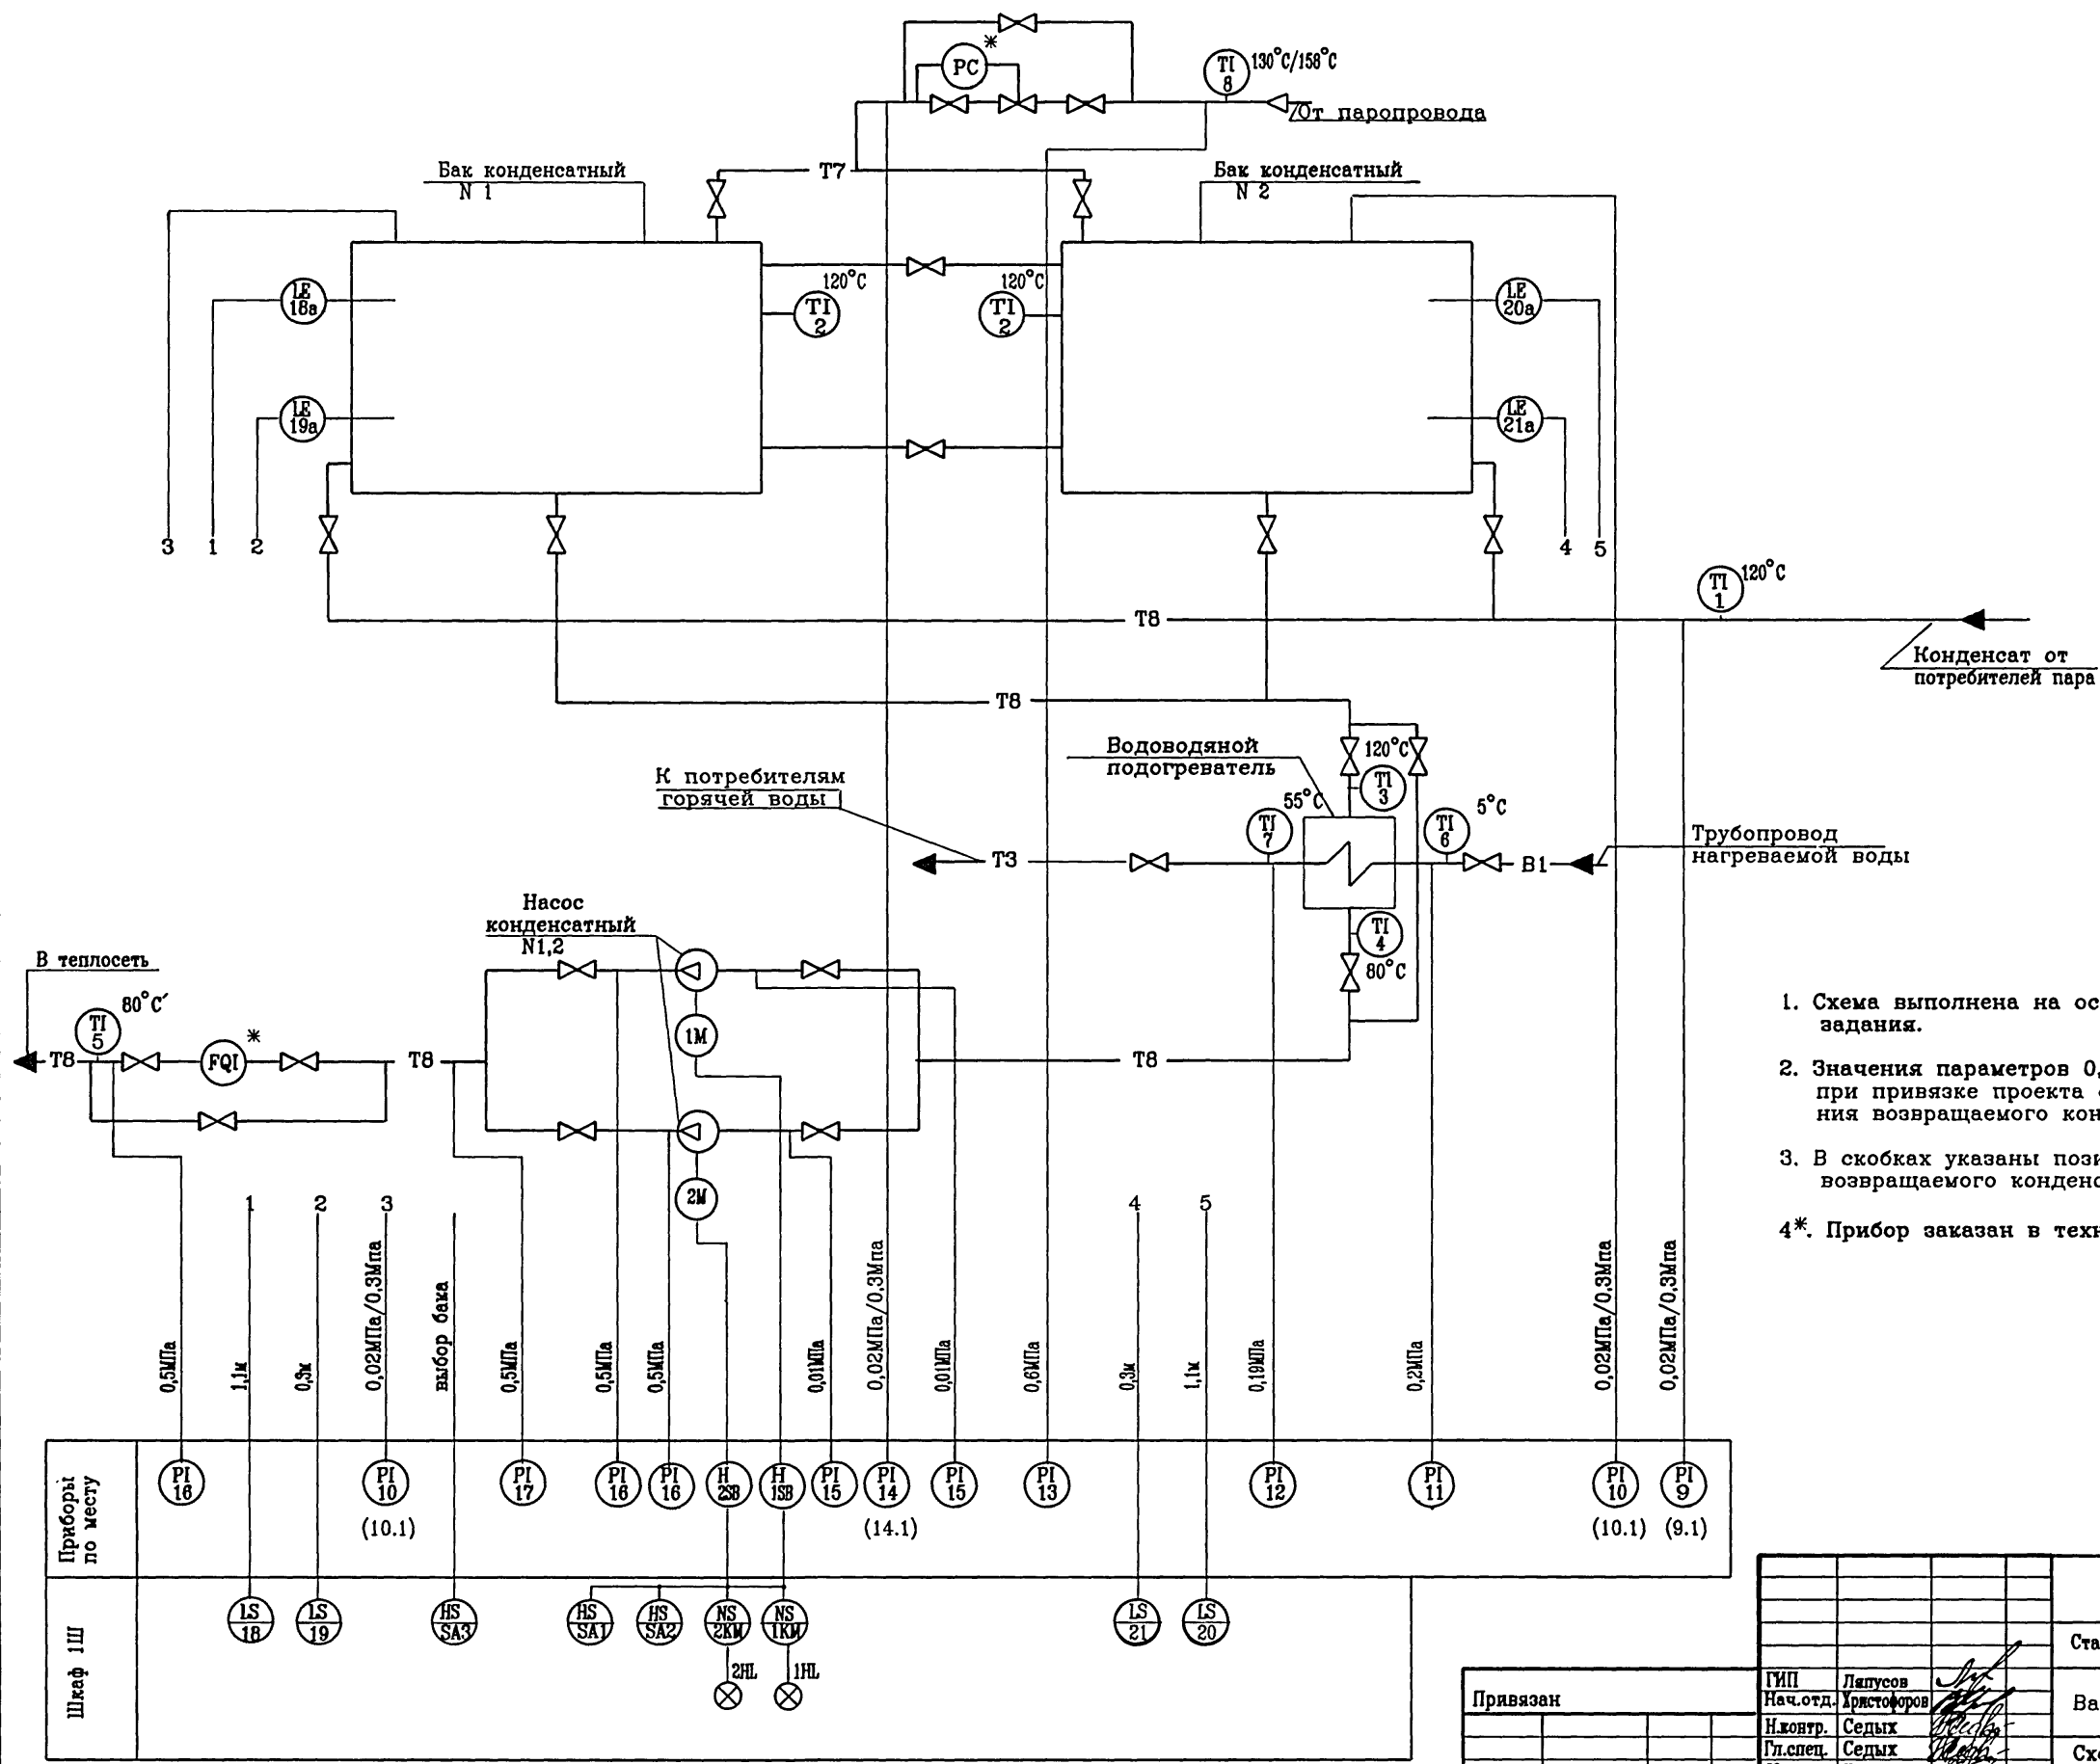 PC
*
TI
8
130°C/158°C
От паропровода
Бак конденсатный
N 1
T7
Бак конденсатный
N 2
LE
18a
120°C
TI
2
120°C
TI
2
LE
20a
LE
19a
LE
21a
3
1
2
4
5
TI
1
120°C
T8
Конденсат от
потребителей пара
T8
Водоводяной
подогреватель
120°C
TI
3
К потребителям
горячей воды
55°C
TI
7
TI
6
5°C
Трубопровод
нагреваемой воды
T3
B1
TI
4
80°C
Насос
конденсатный
N1,2
В теплосеть
80°C
TI
5
*
T8
FQI
T8
1M
T8
2M
1. Схема выполнена на ос
задания.
2. Значения параметров 0,
при привязке проекта
ния возвращаемого кон
3. В скобках указаны пози
возвращаемого конденс
4*. Прибор заказан в техн
1
2
3
4
5
0,5МПа
1,1м
0,3м
0,02МПа/0,3Мпа
выбор бака
0,5МПа
0,5МПа
0,5МПа
0,01МПа
0,02МПа/0,3Мпа
0,01МПа
0,6МПа
0,3м
1,1м
0,19МПа
0,2МПа
0,02МПа/0,3Мпа
0,02МПа/0,3Мпа
Приборы
по месту
PI
16
PI
10
(10.1)
PI
17
PI
16
PI
16
H
2SB
H
1SB
PI
15
PI
14
(14.1)
PI
15
PI
13
PI
12
PI
11
PI
10
(10.1)
PI
9
(9.1)
Шкаф 1Ш
LS
18
LS
19
HS
SA3
HS
SA1
HS
SA2
NS
2KM
NS
1KM
LS
21
LS
20
2HL
1HL
Привязан
ГИП Ляпусов
Нач.отд. Христофоров
Н.контр. Седых
Гл.спец. Седых
Ста
Ва
Сх